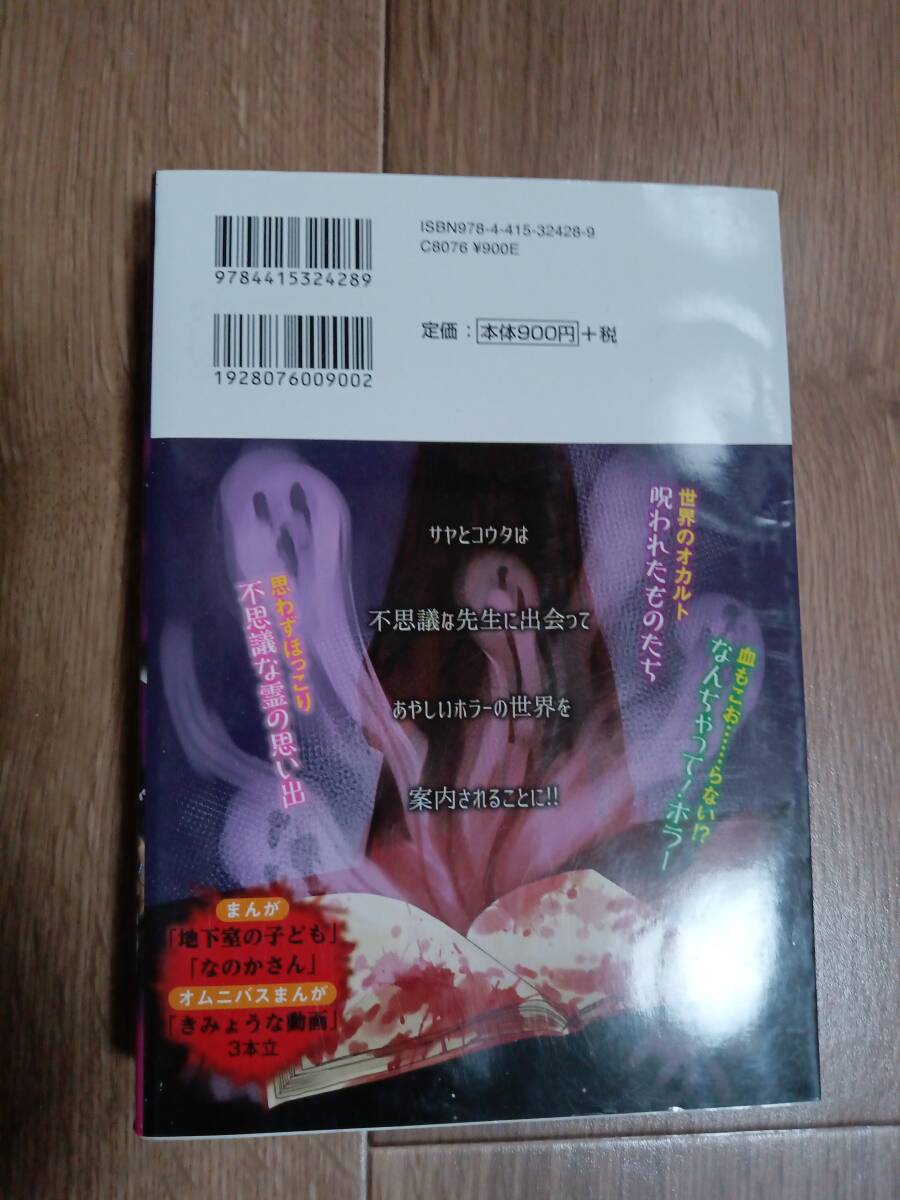 ISBN978-4-415-32428-9
C8076 ¥900E
9784415324289
定価：本体900円+税
1928076009002
世界のオカルト
呪われたものたち
サヤとコウタは
不思議な先生に出会って
あやしいホラーの世界を
案内されることに!!
血もこお……らない!?
なんちゃって！ホラー
思わずほっこり
不思議な霊の思い出
まんが
「地下室の子ども」
「なのかさん」
オムニバスまんが
「きみょうな動画」
3本立